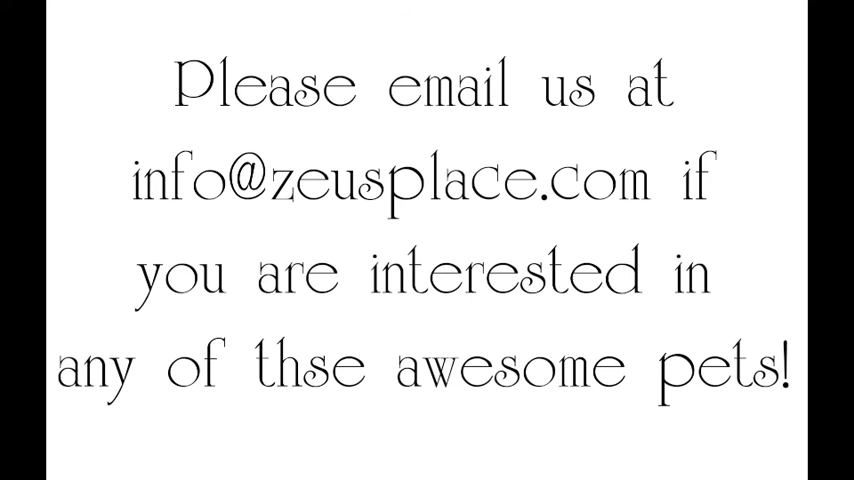 Please email us at
info@zeusplace.com if
you are interested in
any of thse awesome pets!